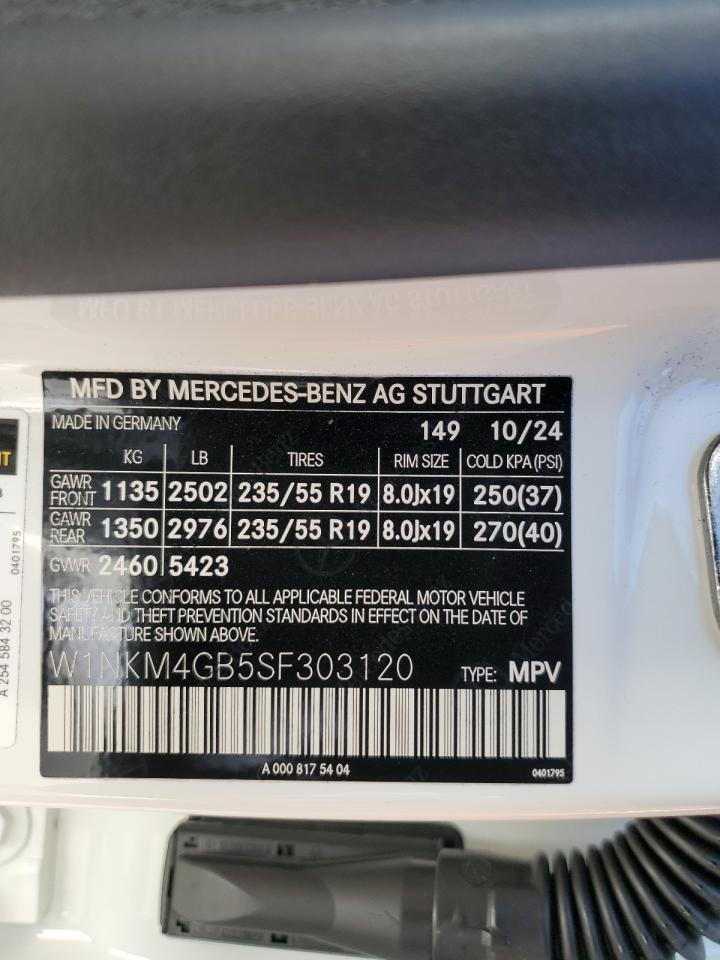 MFD BY MERCEDES-BENZ AG STUTTGART
MADE IN GERMANY 149 10/24
KG LB TIRES RIM SIZE COLD KPA (PSI)
GAWR FRONT 1135 2502 235/55 R19 8.0Jx19 250(37)
GAWR REAR 1350 2976 235/55 R19 8.0Jx19 270(40)
GVWR 2460 5423
THIS VEHICLE CONFORMS TO ALL APPLICABLE FEDERAL MOTOR VEHICLE
SAFETY AND THEFT PREVENTION STANDARDS IN EFFECT ON THE DATE OF
MANUFACTURE SHOWN ABOVE.
W1NKM4GB5SF303120 TYPE: MPV
A 000 817 54 04 0401795
A 254 584 32 00
0401795